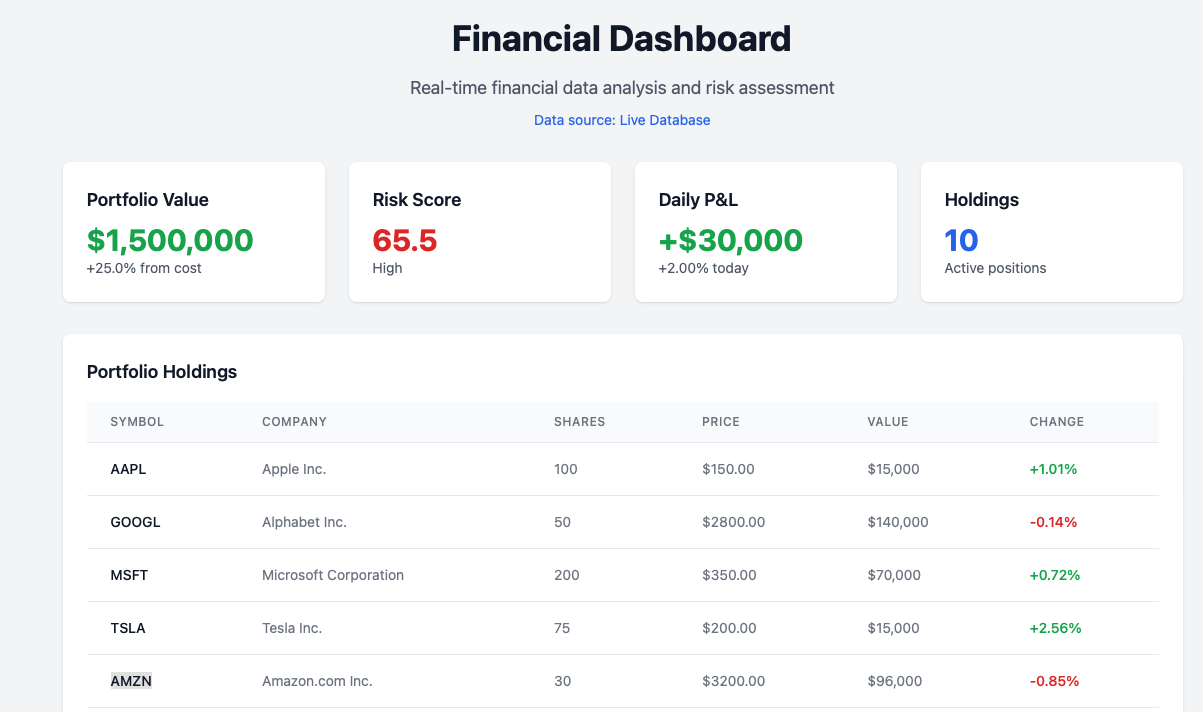 Financial Dashboard
Real-time financial data analysis and risk assessment
Data source: Live Database
Portfolio Value
$1,500,000
+25.0% from cost
Risk Score
65.5
High
Daily P&L
+$30,000
+2.00% today
Holdings
10
Active positions
Portfolio Holdings
SYMBOL COMPANY SHARES PRICE VALUE CHANGE
AAPL Apple Inc. 100 $150.00 $15,000 +1.01%
GOOGL Alphabet Inc. 50 $2800.00 $140,000 -0.14%
MSFT Microsoft Corporation 200 $350.00 $70,000 +0.72%
TSLA Tesla Inc. 75 $200.00 $15,000 +2.56%
AMZN Amazon.com Inc. 30 $3200.00 $96,000 -0.85%